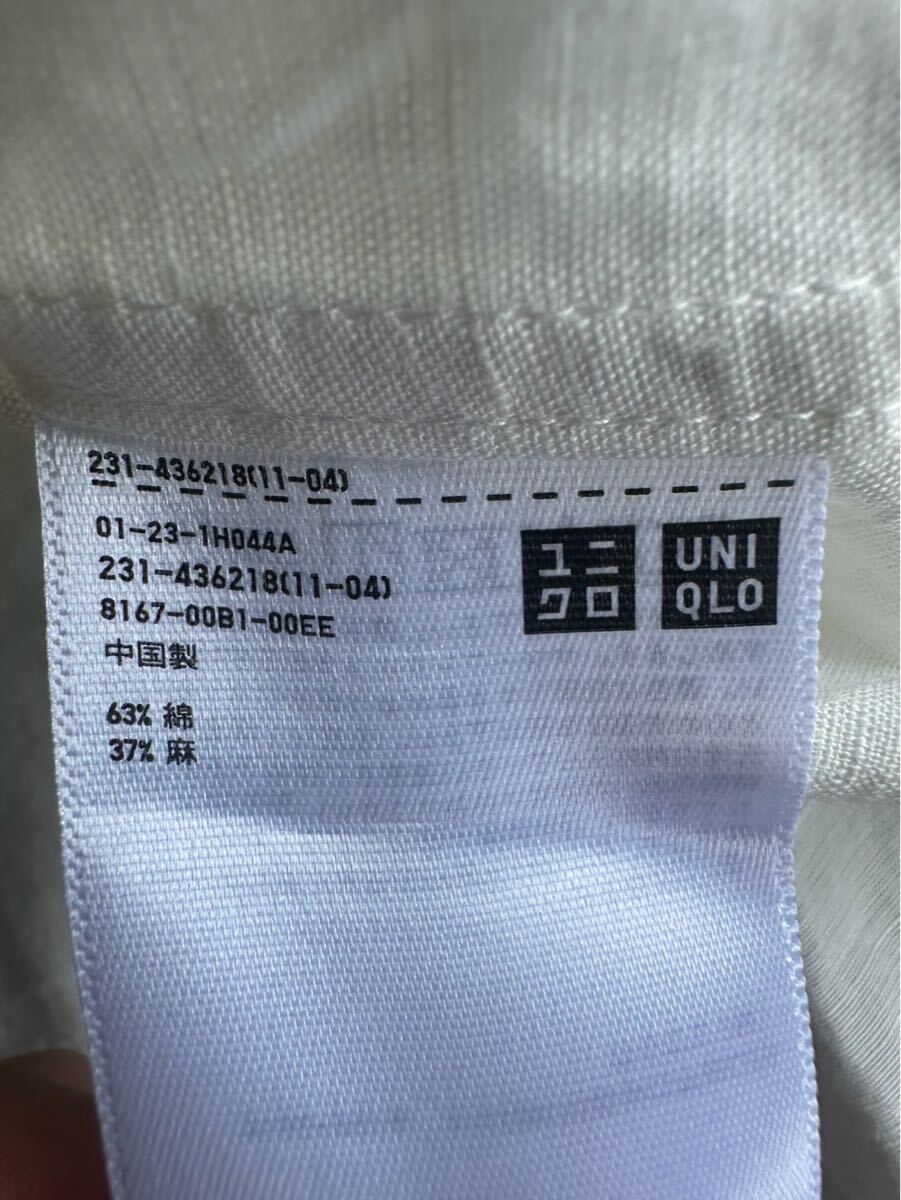 231-436218(11-04)
01-23-1H044A
231-436218(11-04)
8167-00B1-00EE
中国製
63% 綿
37% 麻
ユニ
クロ
UNI
QLO